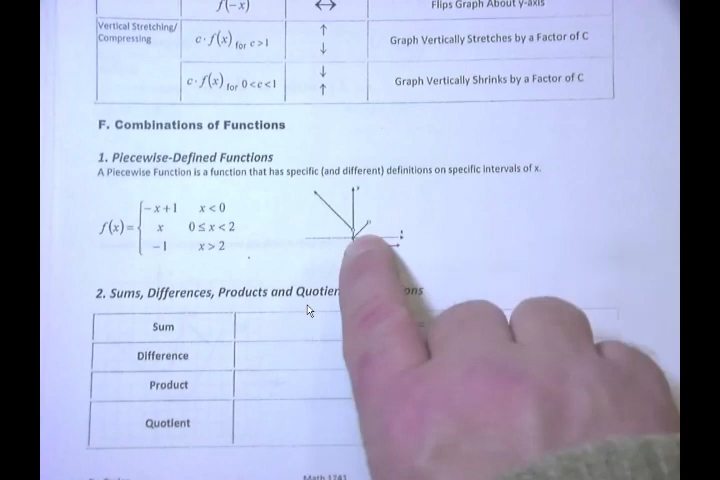 f(−x) ↔ Flips Graph About y-axis
Vertical Stretching/
Compressing
c·f(x) for c>1 ↑ ↓ Graph Vertically Stretches by a Factor of C
c·f(x) for 0<c<1 ↓ ↑ Graph Vertically Shrinks by a Factor of C
F. Combinations of Functions
1. Piecewise-Defined Functions
A Piecewise Function is a function that has specific (and different) definitions on specific intervals of x.
−x+1 x<0
f(x)= { x 0≤x<2
−1 x>2
2. Sums, Differences, Products and
Sum
Difference
Product
Quotient
Math 1241